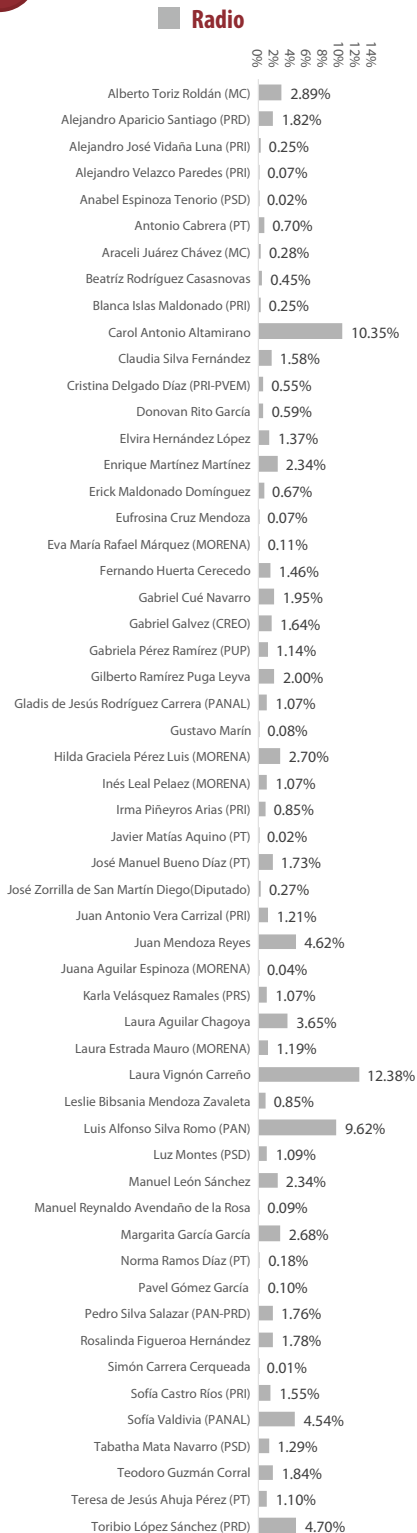 Radio
0% 2% 4% 6% 8% 10% 12% 14%
Alberto Toriz Roldán (MC) 2.89%
Alejandro Aparicio Santiago (PRD) 1.82%
Alejandro José Vidaña Luna (PRI) 0.25%
Alejandro Velazco Paredes (PRI) 0.07%
Anabel Espinoza Tenorio (PSD) 0.02%
Antonio Cabrera (PT) 0.70%
Araceli Juárez Chávez (MC) 0.28%
Beatríz Rodríguez Casasnovas 0.45%
Blanca Islas Maldonado (PRI) 0.25%
Carol Antonio Altamirano 10.35%
Claudia Silva Fernández 1.58%
Cristina Delgado Díaz (PRI-PVEM) 0.55%
Donovan Rito García 0.59%
Elvira Hernández López 1.37%
Enrique Martínez Martínez 2.34%
Erick Maldonado Domínguez 0.67%
Eufrosina Cruz Mendoza 0.07%
Eva María Rafael Márquez (MORENA) 0.11%
Fernando Huerta Cerecedo 1.46%
Gabriel Cué Navarro 1.95%
Gabriel Galvez (CREO) 1.64%
Gabriela Pérez Ramírez (PUP) 1.14%
Gilberto Ramírez Puga Leyva 2.00%
Gladis de Jesús Rodríguez Carrera (PANAL) 1.07%
Gustavo Marín 0.08%
Hilda Graciela Pérez Luis (MORENA) 2.70%
Inés Leal Pelaez (MORENA) 1.07%
Irma Piñeyros Arias (PRI) 0.85%
Javier Matías Aquino (PT) 0.02%
José Manuel Bueno Díaz (PT) 1.73%
José Zorrilla de San Martín Diego(Diputado) 0.27%
Juan Antonio Vera Carrizal (PRI) 1.21%
Juan Mendoza Reyes 4.62%
Juana Aguilar Espinoza (MORENA) 0.04%
Karla Velásquez Ramales (PRS) 1.07%
Laura Aguilar Chagoya 3.65%
Laura Estrada Mauro (MORENA) 1.19%
Laura Vignón Carreño 12.38%
Leslie Bibsania Mendoza Zavaleta 0.85%
Luis Alfonso Silva Romo (PAN) 9.62%
Luz Montes (PSD) 1.09%
Manuel León Sánchez 2.34%
Manuel Reynaldo Avendaño de la Rosa 0.09%
Margarita García García 2.68%
Norma Ramos Díaz (PT) 0.18%
Pavel Gómez García 0.10%
Pedro Silva Salazar (PAN-PRD) 1.76%
Rosalinda Figueroa Hernández 1.78%
Simón Carrera Cerqueada 0.01%
Sofía Castro Ríos (PRI) 1.55%
Sofía Valdivia (PANAL) 4.54%
Tabatha Mata Navarro (PSD) 1.29%
Teodoro Guzmán Corral 1.84%
Teresa de Jesús Ahuja Pérez (PT) 1.10%
Toribio López Sánchez (PRD) 4.70%